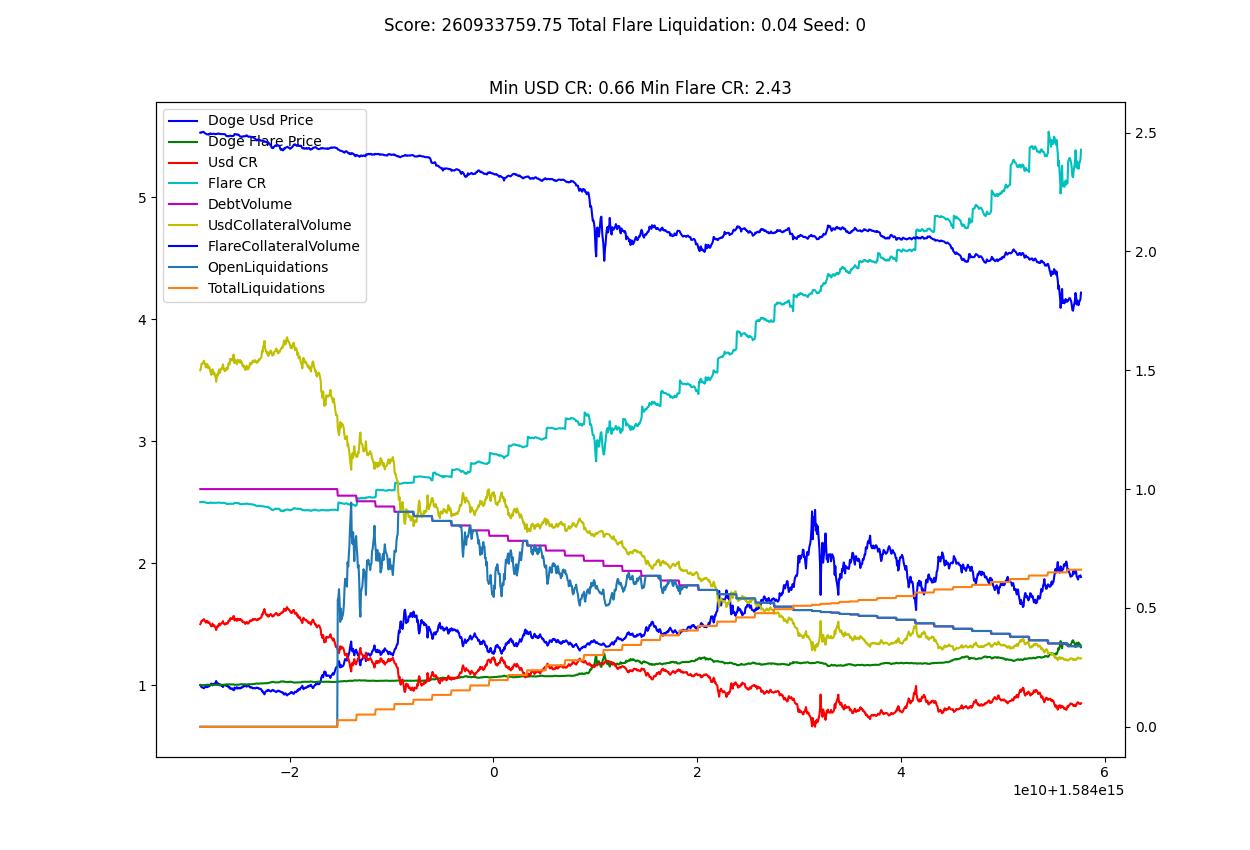 Score: 260933759.75 Total Flare Liquidation: 0.04 Seed: 0
Min USD CR: 0.66 Min Flare CR: 2.43
Doge Usd Price
Doge Flare Price
Usd CR
Flare CR
DebtVolume
UsdCollateralVolume
FlareCollateralVolume
OpenLiquidations
TotalLiquidations
5
4
3
2
1
2.5
2.0
1.5
1.0
0.5
0.0
−2
0
2
4
6
1e10+1.584e15